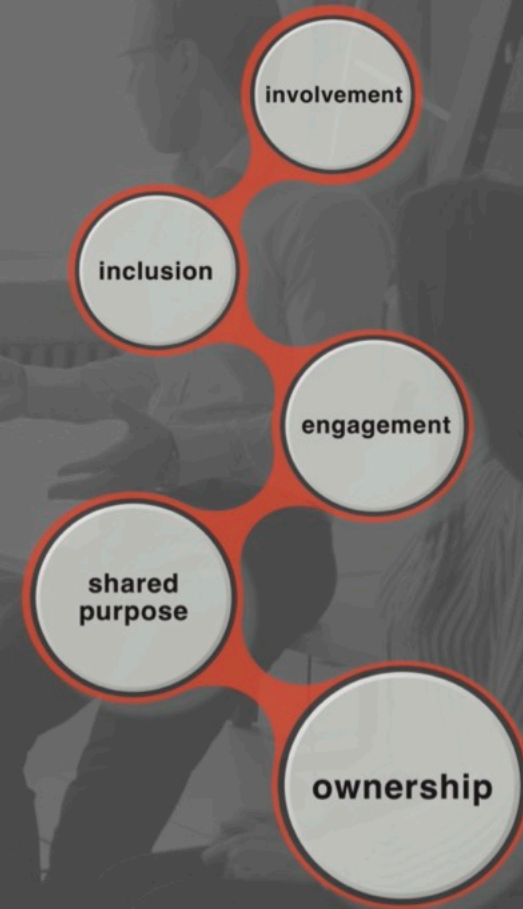 involvement
inclusion
engagement
shared
purpose
ownership